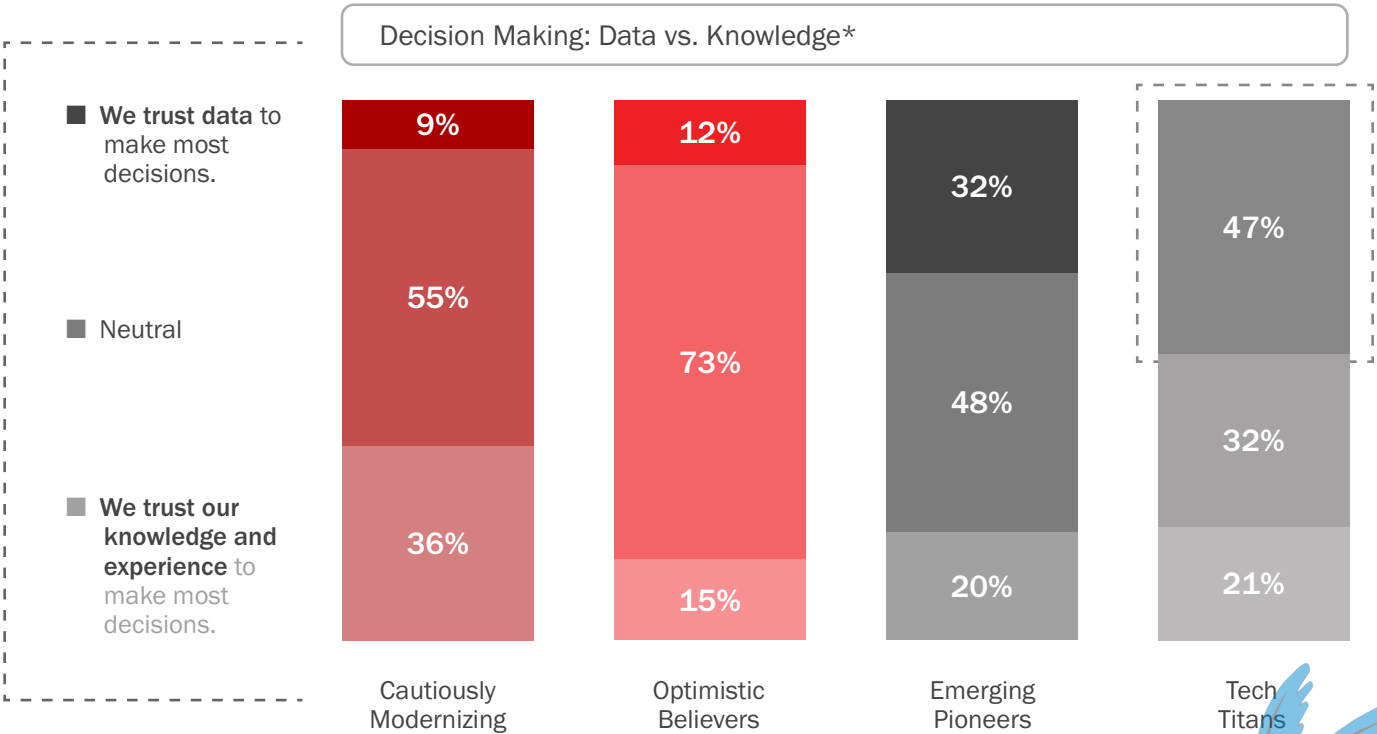 Decision Making: Data vs. Knowledge*
We trust data to
make most
decisions.
Neutral
We trust our
knowledge and
experience to
make most
decisions.
9%
55%
36%
Cautiously
Modernizing
12%
73%
15%
Optimistic
Believers
32%
48%
20%
Emerging
Pioneers
47%
32%
21%
Tech
Titans